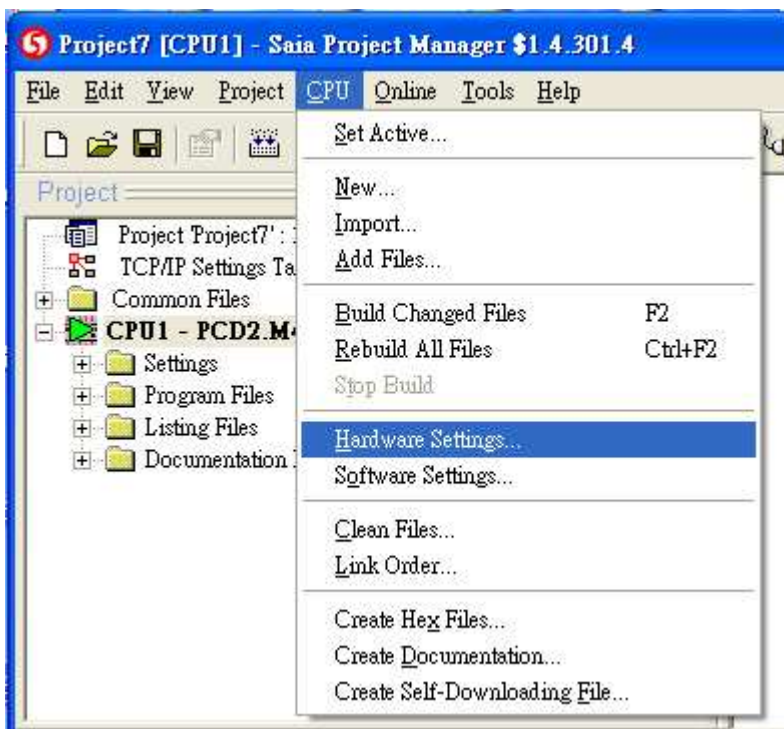 Project7 [CPU1] - Saia Project Manager $1.4.301.4
File Edit View Project CPU Online Tools Help
Set Active...
Project
New...
Import...
Add Files...
Project 'Project7' :
TCP/IP Settings Ta
Common Files
CPU1 - PCD2.M
Settings
Program Files
Listing Files
Documentation
Build Changed Files F2
Rebuild All Files Ctrl+F2
Stop Build
Hardware Settings...
Software Settings...
Clean Files...
Link Order...
Create Hex Files...
Create Documentation...
Create Self-Downloading File...